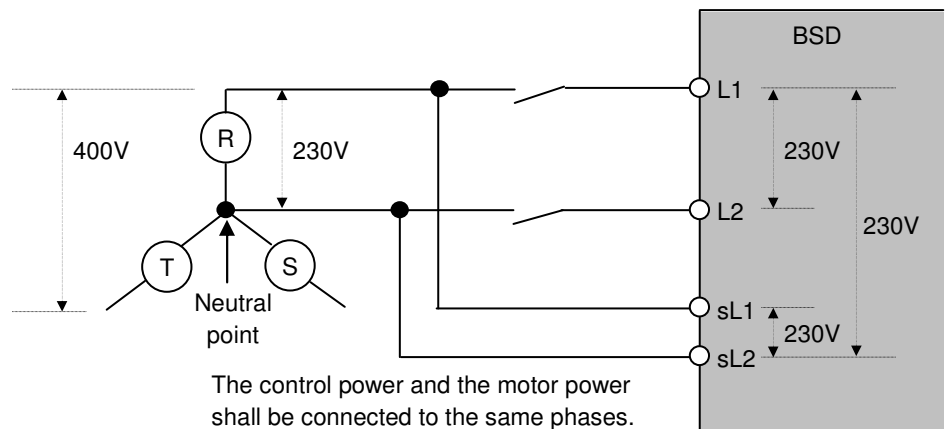 BSD
L1
R
400V
230V
230V
L2
230V
T
S
Neutral
point
sL1
230V
sL2
The control power and the motor power
shall be connected to the same phases.